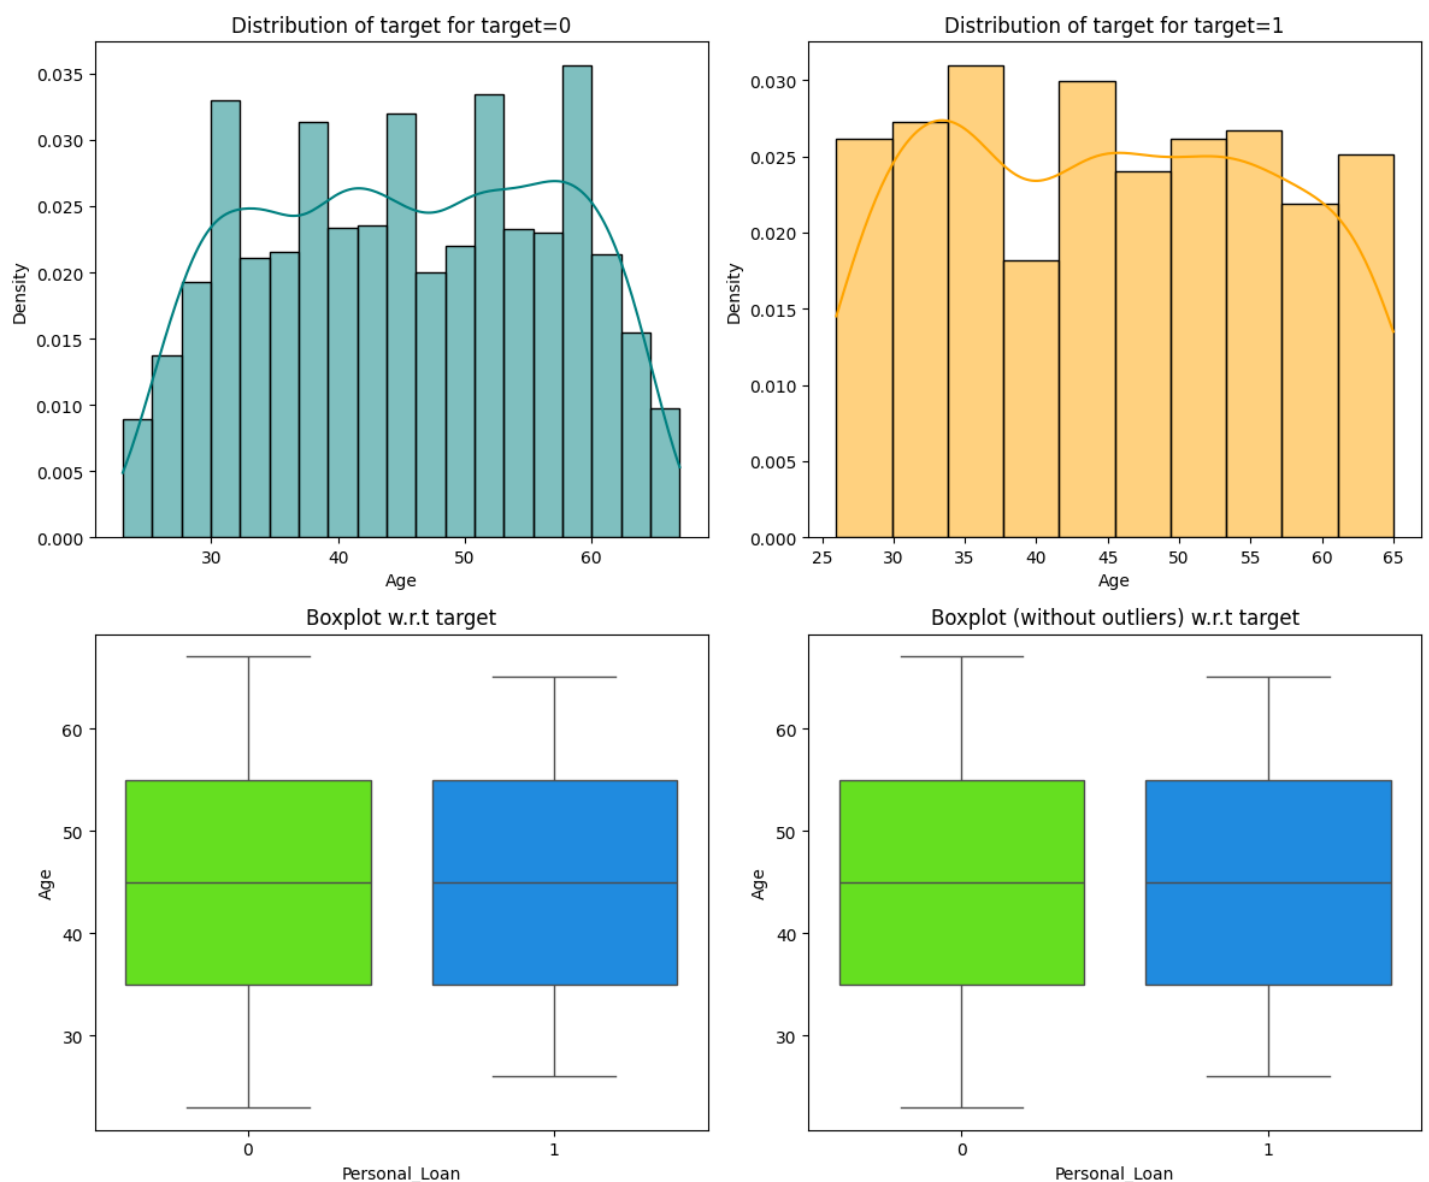 Distribution of target for target=0
0.035
0.030
0.025
0.020
0.015
0.010
0.005
0.000
Density
30 40 50 60
Age
Distribution of target for target=1
0.030
0.025
0.020
0.015
0.010
0.005
0.000
Density
25 30 35 40 45 50 55 60 65
Age
Boxplot w.r.t target
60
50
40
30
Age
0 1
Personal_Loan
Boxplot (without outliers) w.r.t target
60
50
40
30
Age
0 1
Personal_Loan